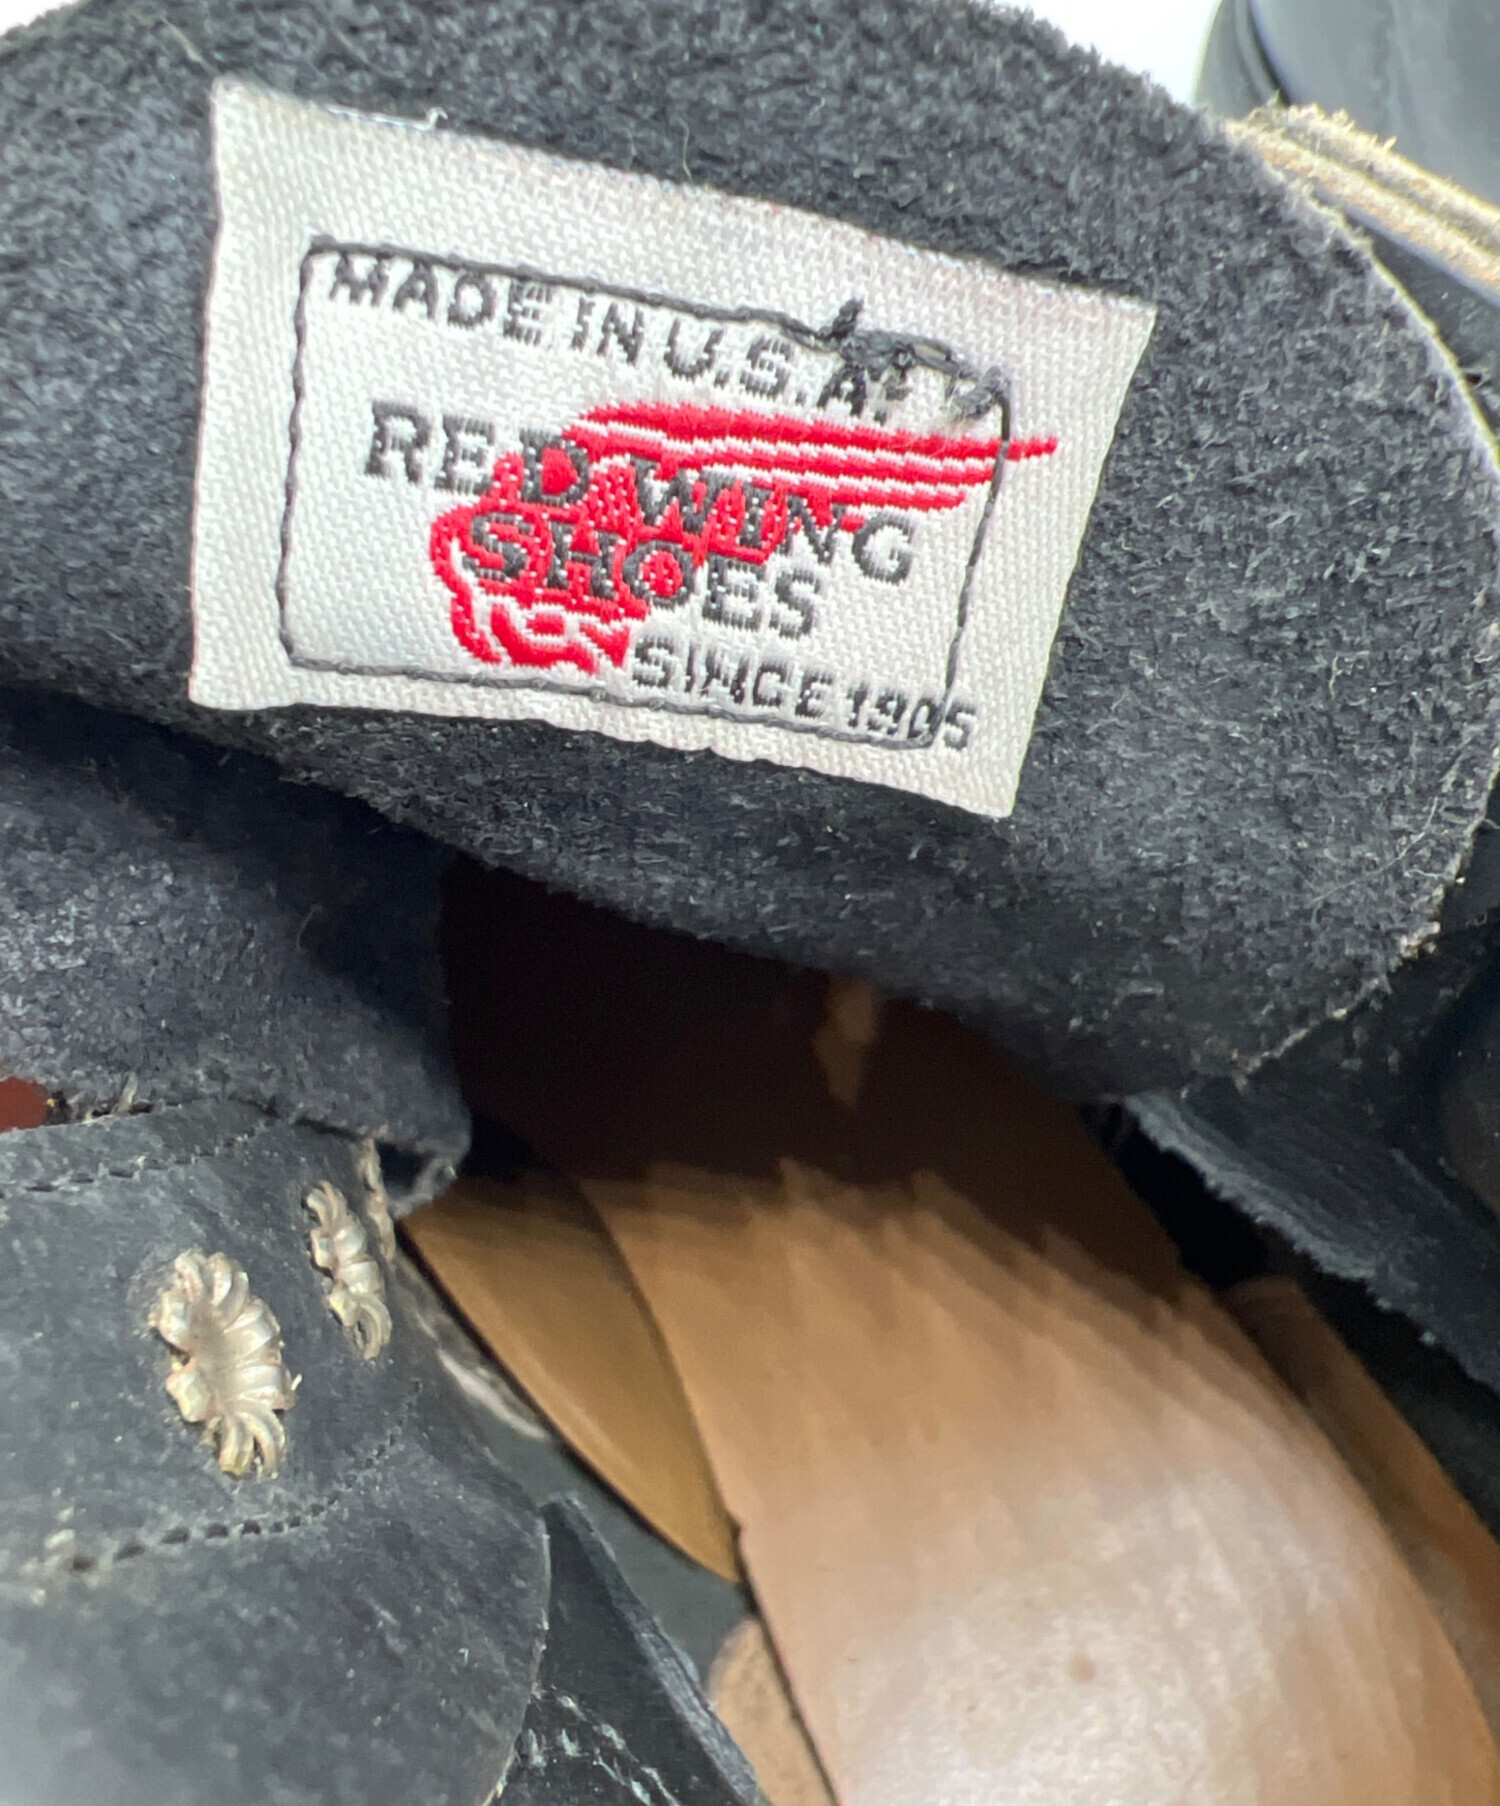 MADE IN U.S.A.
RED WING
SHOES
SINCE 1905